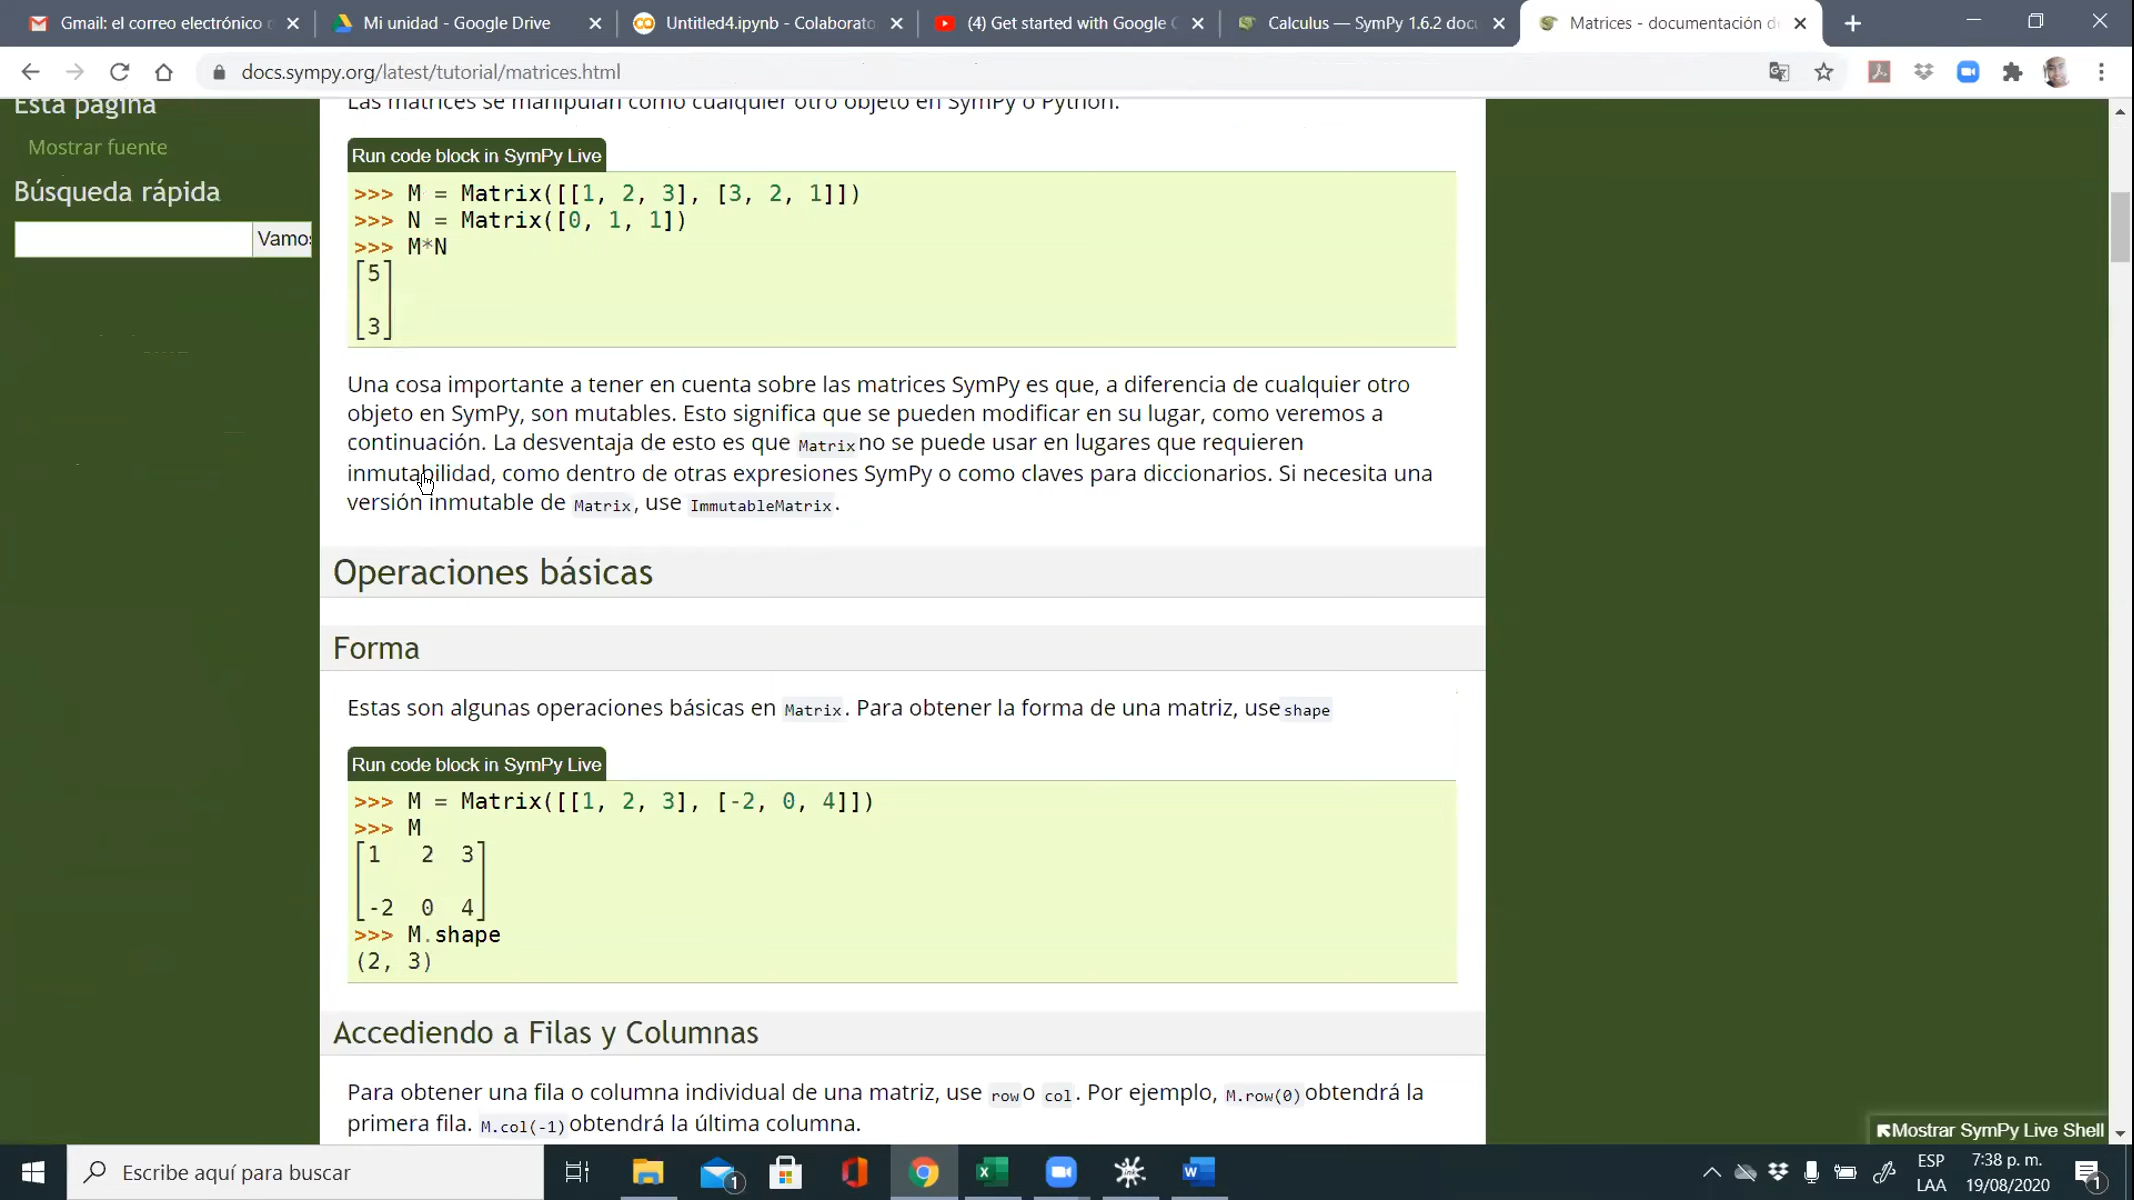 Gmail: el correo electrónico d
Mi unidad - Google Drive
Untitled4.ipynb - Colaborato
(4) Get started with Google C
Calculus — SymPy 1.6.2 docu
Matrices - documentación de
docs.sympy.org/latest/tutorial/matrices.html
Esta página
Mostrar fuente
Búsqueda rápida
Vamos
Las matrices se manipulan como cualquier otro objeto en SymPy o Python.
Run code block in SymPy Live
>>> M = Matrix([[1, 2, 3], [3, 2, 1]])
>>> N = Matrix([0, 1, 1])
>>> M*N
[5]
[3]
Una cosa importante a tener en cuenta sobre las matrices SymPy es que, a diferencia de cualquier otro
objeto en SymPy, son mutables. Esto significa que se pueden modificar en su lugar, como veremos a
continuación. La desventaja de esto es que Matrix no se puede usar en lugares que requieren
inmutabilidad, como dentro de otras expresiones SymPy o como claves para diccionarios. Si necesita una
versión inmutable de Matrix, use ImmutableMatrix.
Operaciones básicas
Forma
Estas son algunas operaciones básicas en Matrix. Para obtener la forma de una matriz, use shape
Run code block in SymPy Live
>>> M = Matrix([[1, 2, 3], [-2, 0, 4]])
>>> M
[1 2 3]
[-2 0 4]
>>> M.shape
(2, 3)
Accediendo a Filas y Columnas
Para obtener una fila o columna individual de una matriz, use row o col. Por ejemplo, M.row(0) obtendrá la
primera fila. M.col(-1) obtendrá la última columna.
Mostrar SymPy Live Shell
Escribe aquí para buscar
1
ESP
LAA
7:38 p. m.
19/08/2020
1